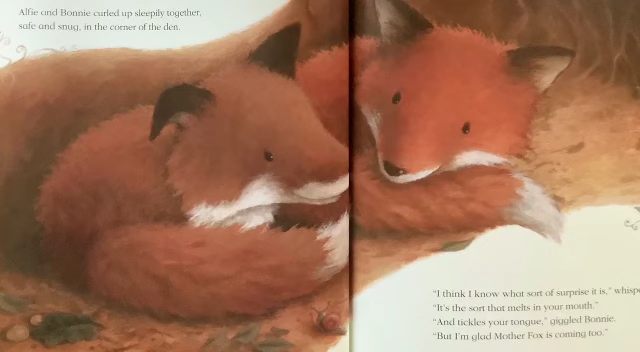 Alfie and Bonnie curled up sleepily together,
safe and snug, in the corner of the den.
"I think I know what sort of surprise it is,"
"It's the sort that melts in your mouth."
"And tickles your tongue," giggled Bonnie.
"But I'm glad Mother Fox is coming too."